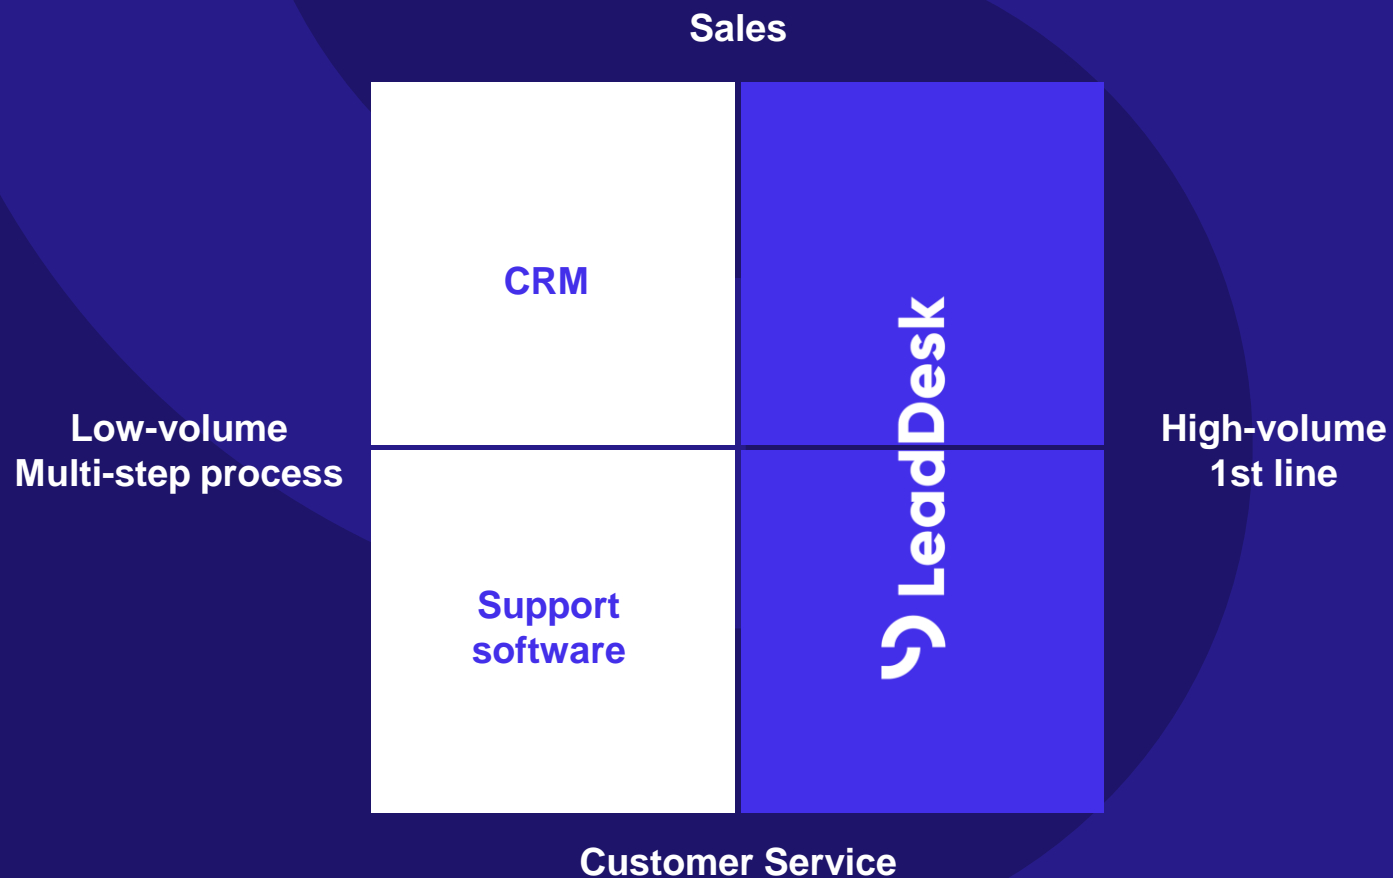 Sales
CRM
LeadDesk
Low-volume
Multi-step process
High-volume
1st line
Support
software
Customer Service